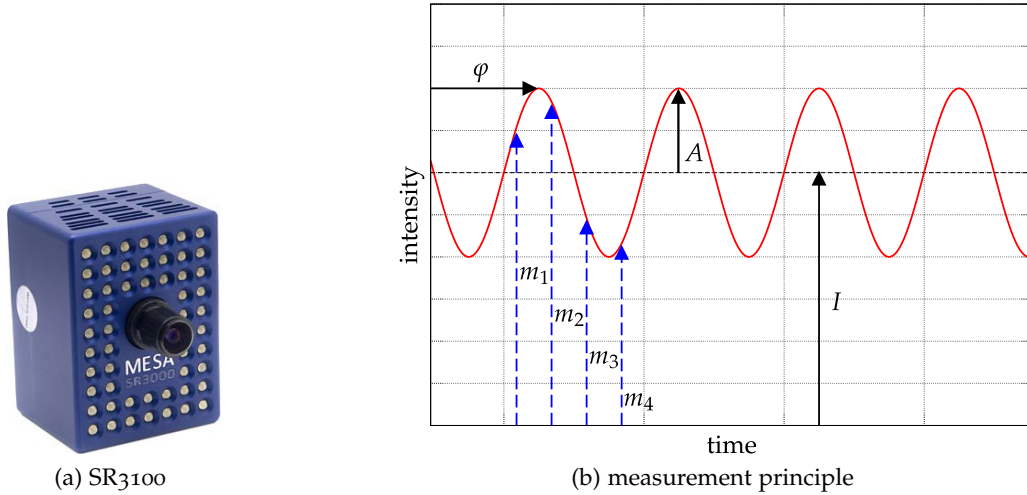 φ
A
intensity
m1
I
m2
m3
m4
MESA
SR3000
time
(a) SR3100
(b) measurement principle